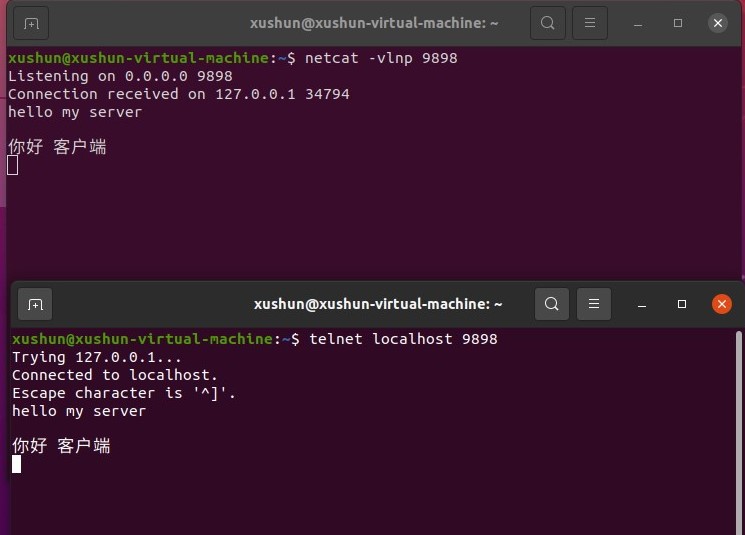 xushun@xushun-virtual-machine: ~
xushun@xushun-virtual-machine:~$ netcat -vlnp 9898
Listening on 0.0.0.0 9898
Connection received on 127.0.0.1 34794
hello my server
你好 客户端
xushun@xushun-virtual-machine: ~
xushun@xushun-virtual-machine:~$ telnet localhost 9898
Trying 127.0.0.1...
Connected to localhost.
Escape character is '^]'.
hello my server
你好 客户端